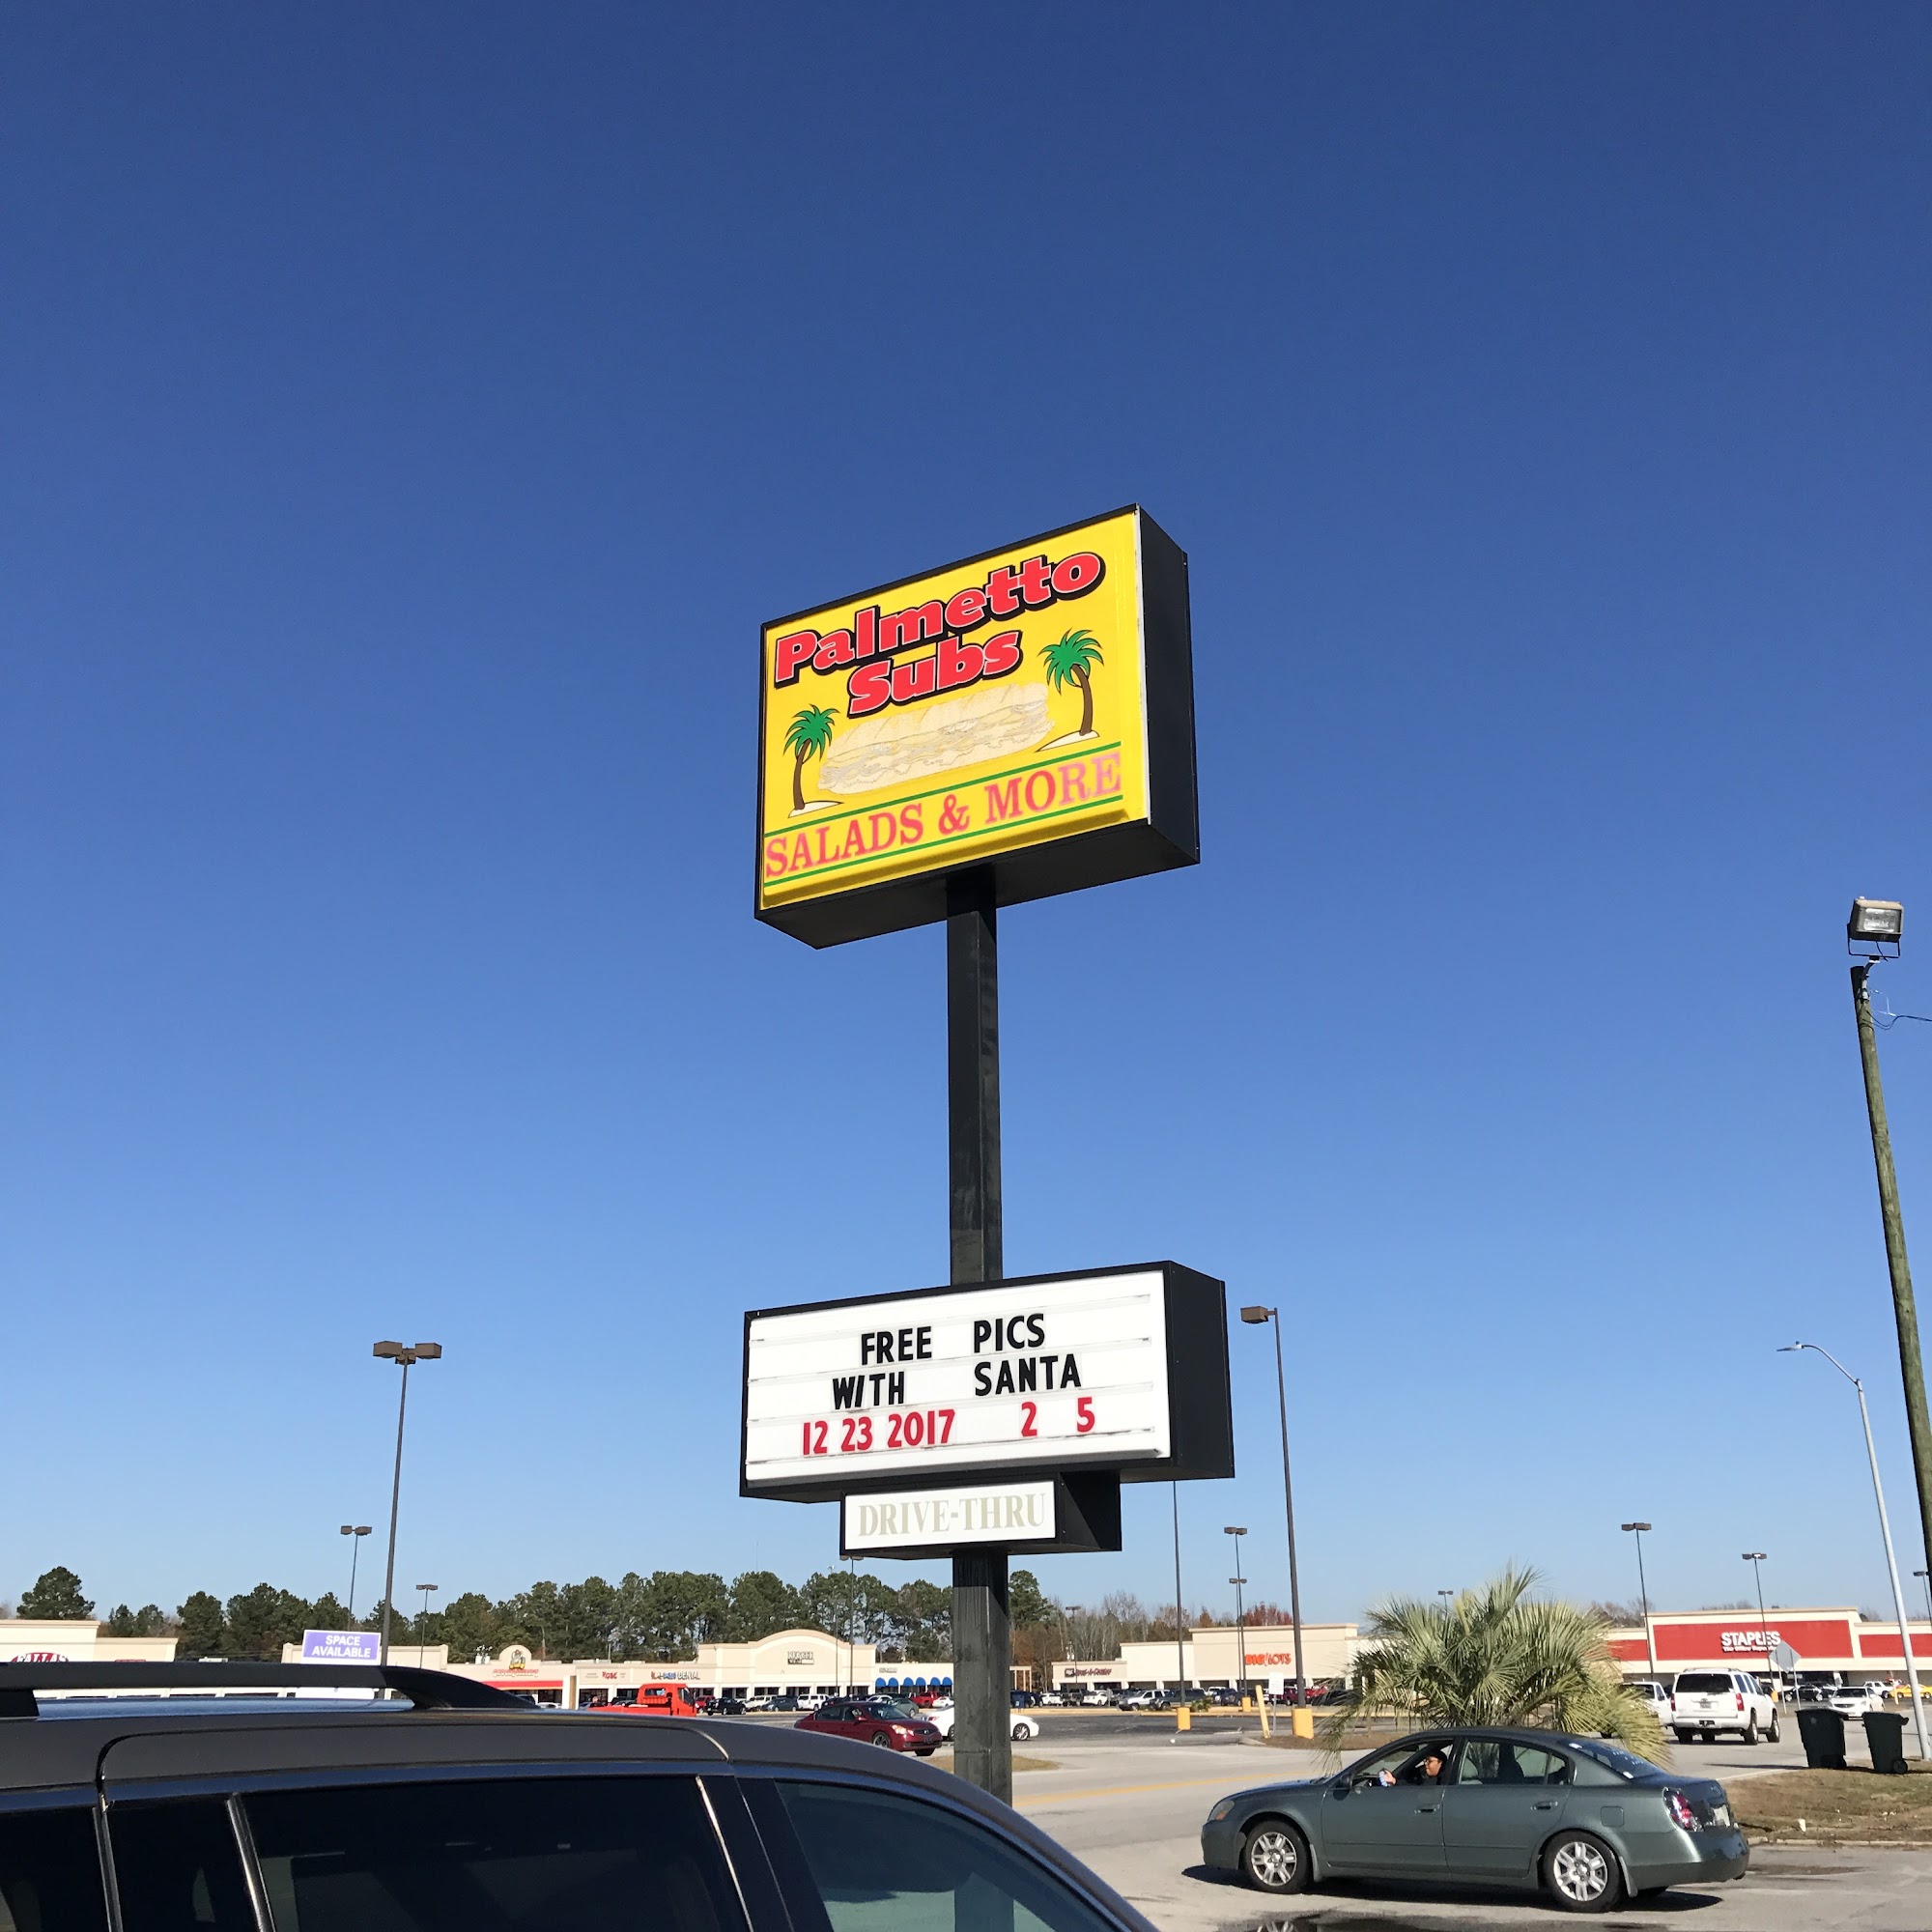 Palmetto
Subs
SALADS & MORE
FREE PICS
WITH SANTA
12 23 2017 2 5
DRIVE-THRU
SPACE
AVAILABLE
BIG LOTS
STAPLES